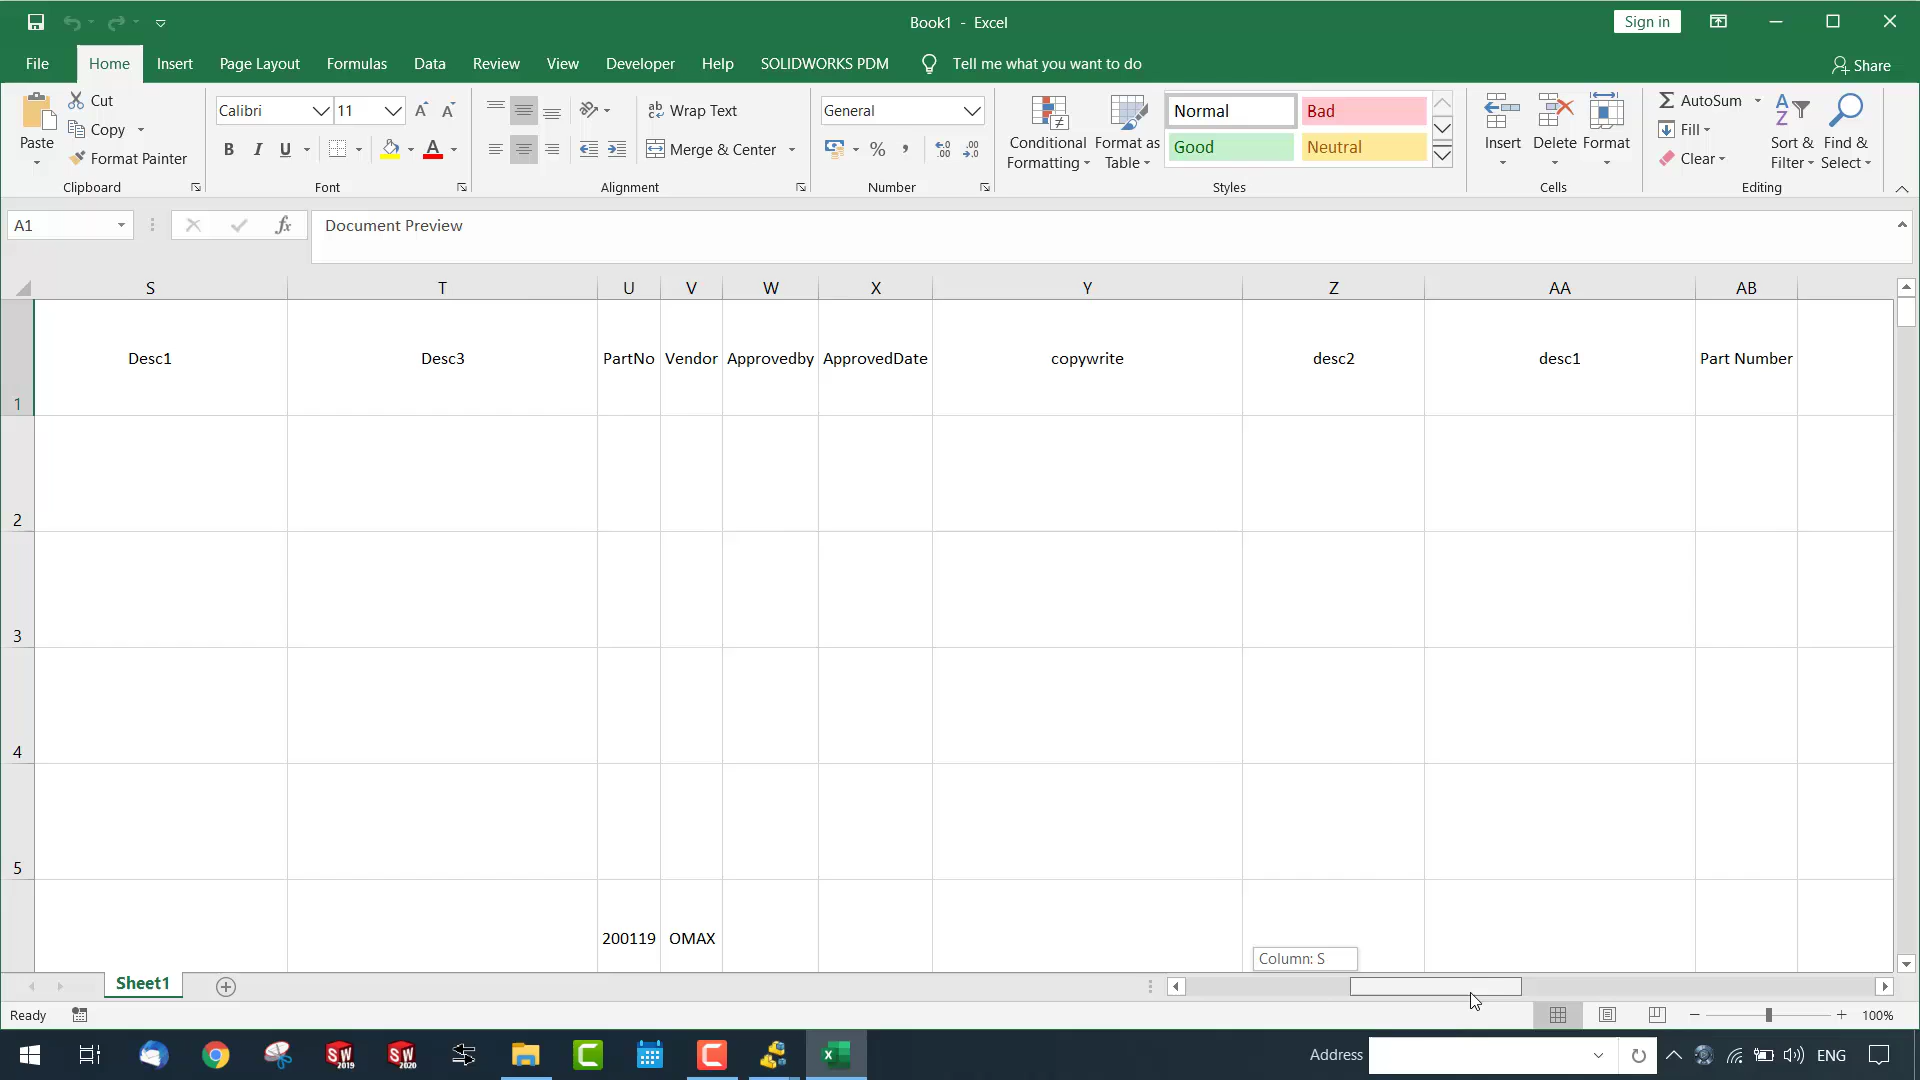 Book1 - Excel
Sign in
File Home Insert Page Layout Formulas Data Review View Developer Help SOLIDWORKS PDM Tell me what you want to do Share
Paste
Cut
Copy
Format Painter
Clipboard
Calibri 11
B I U
Font
Wrap Text
Merge & Center
Alignment
General
Number
Conditional Formatting
Format as Table
Normal Bad
Good Neutral
Styles
Insert Delete Format
Cells
AutoSum
Fill
Clear
Sort & Filter
Find & Select
Editing
A1 fx Document Preview
S T U V W X Y Z AA AB
1 Desc1 Desc3 PartNo Vendor Approvedby ApprovedDate copywrite desc2 desc1 Part Number
2
3
4
5
200119 OMAX
Column: S
Sheet1
Ready 100%
SW 2019 SW 2020 Address ENG